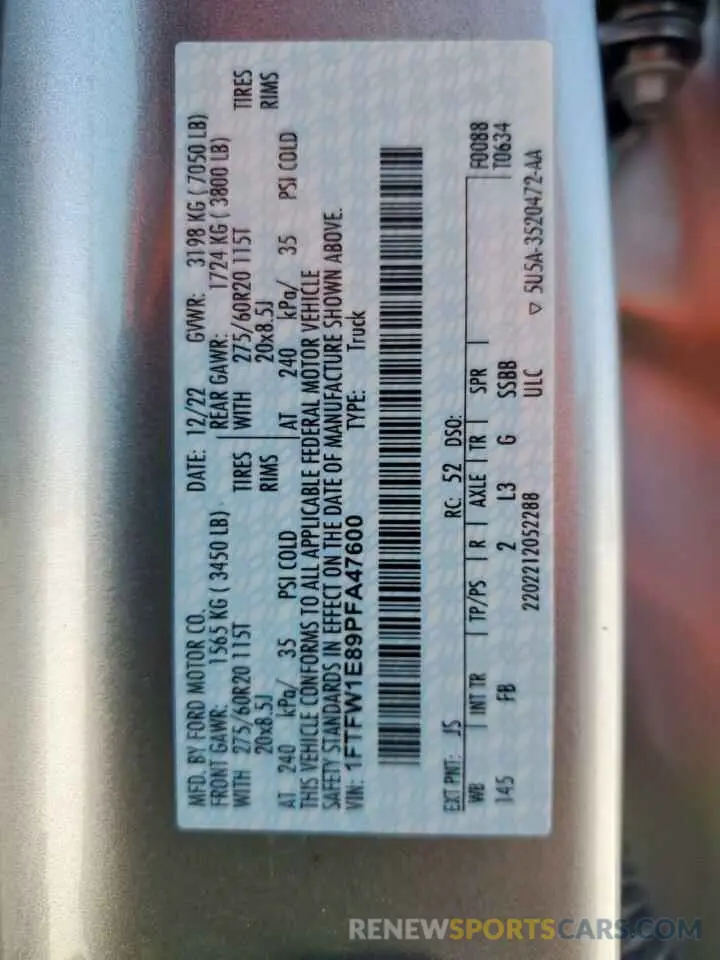 MFD. BY FORD MOTOR CO. DATE: 12/22 GVWR: 3198 KG ( 7050 LB)
FRONT GAWR: 1565 KG ( 3450 LB) REAR GAWR: 1724 KG ( 3800 LB)
WITH 275/60R20 115T TIRES WITH 275/60R20 115T TIRES
20x8.5J RIMS 20x8.5J RIMS
AT 240 kPa/ 35 PSI COLD AT 240 kPa/ 35 PSI COLD
THIS VEHICLE CONFORMS TO ALL APPLICABLE FEDERAL MOTOR VEHICLE
SAFETY STANDARDS IN EFFECT ON THE DATE OF MANUFACTURE SHOWN ABOVE.
VIN: 1FTFW1E89PFA47600 TYPE: Truck
EXT PNT: JS RC: 52 DSO:
WB INT TR TP/PS R AXLE TR SPR F0088
145 FB 2 L3 G SSBB T0634
2202212052288 ULC ▽ 5U5A-3520472-AA
RENEWSPORTSCARS.COM